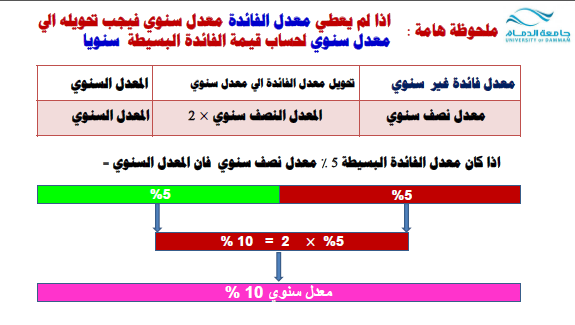 جامعة الدمام
UNIVERSITY OF DAMMAM
ملحوظة هامة :
اذا لم يعطي معدل الفائدة معدل سنوي فيجب تحويله الي
معدل سنوي لحساب قيمة الفائدة البسيطة سنويا
معدل فائدة غير سنوي تحويل معدل الفائدة الي معدل سنوي المعدل السنوي
معدل نصف سنوي المعدل النصف سنوي × 2 المعدل السنوي
اذا كان معدل الفائدة البسيطة 5 ٪ معدل نصف سنوي فان المعدل السنوي –
%5 %5
% 10 = 2 × %5
معدل سنوي 10 %